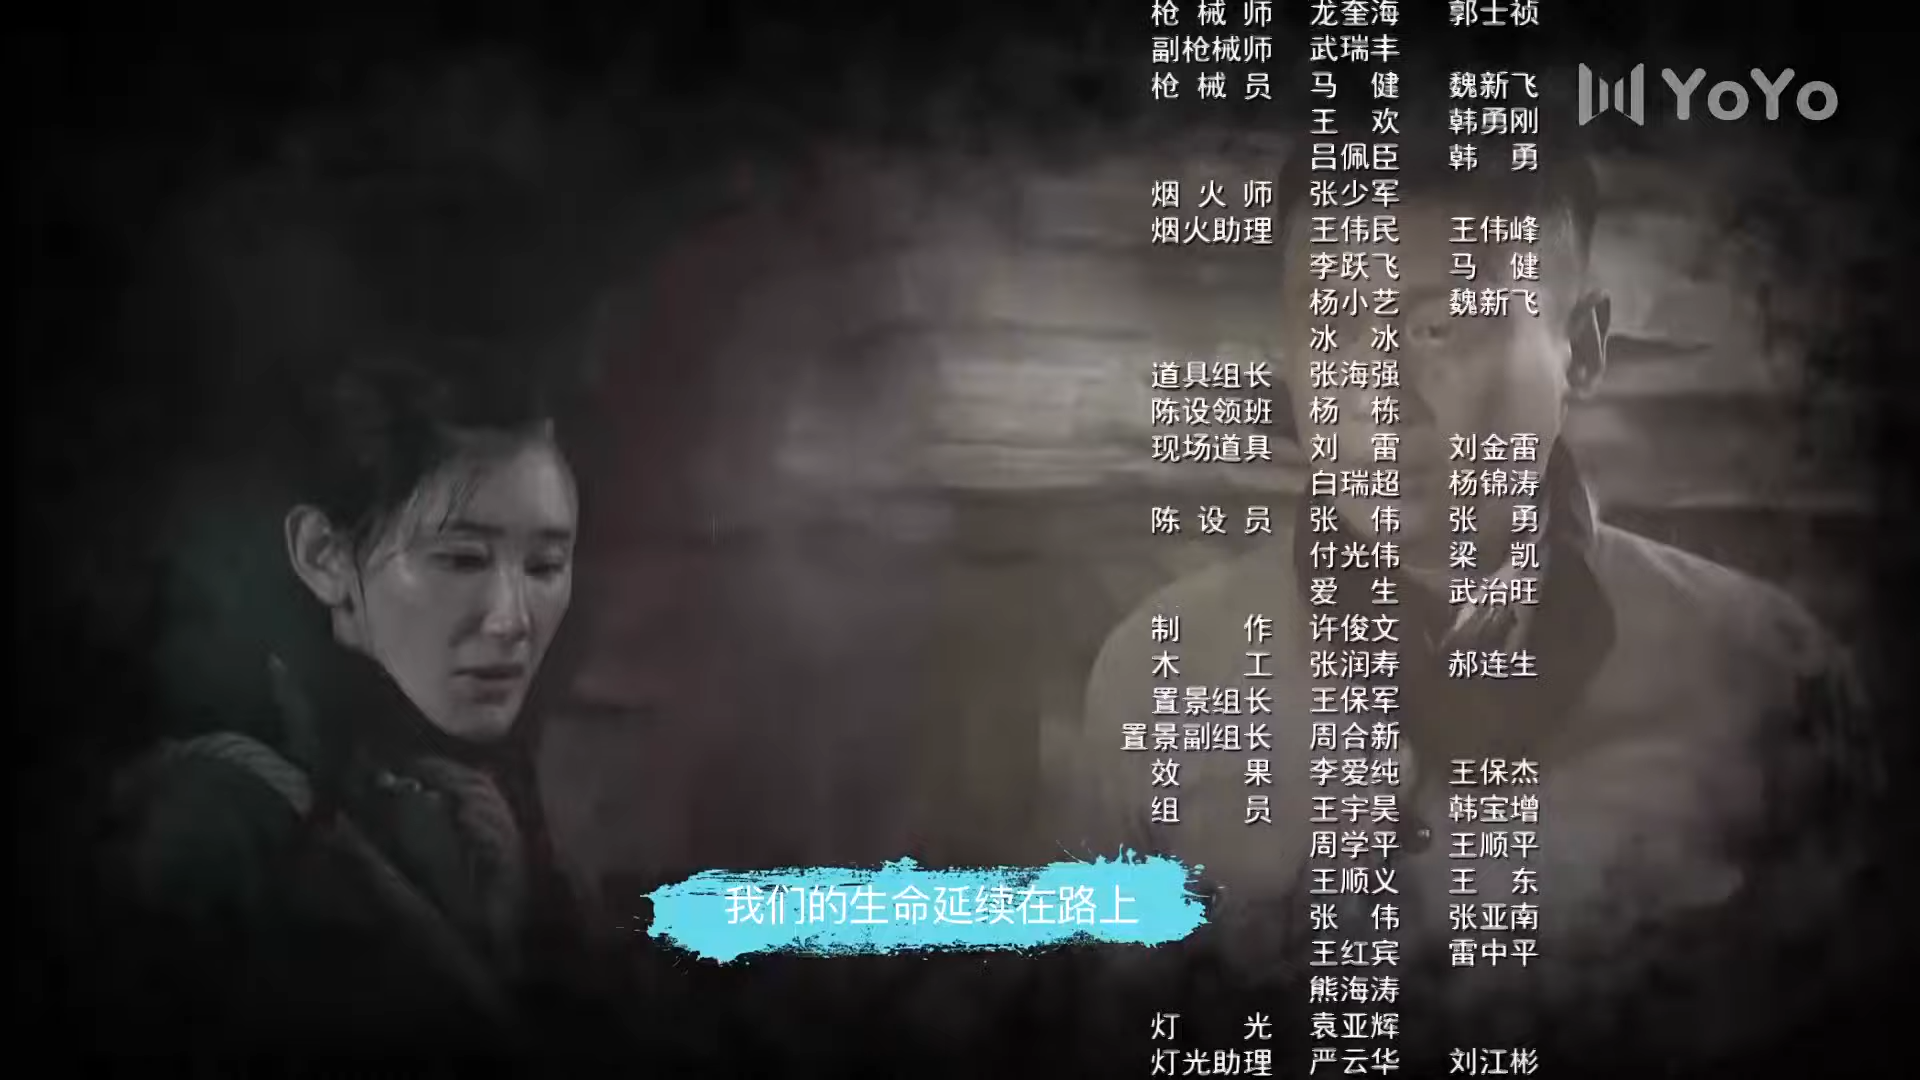 枪械师 龙奎海 郭士祯
副枪械师 武瑞丰
枪械员 马健 魏新飞
YoYo
王欢 韩勇刚
吕佩臣 韩勇
烟火师 张少军
烟火助理 王伟民 王伟峰
李跃飞 马健
杨小艺 魏新飞
冰冰
道具组长 张海强
陈设领班 杨栋
现场道具 刘雷 刘金雷
白瑞超 杨锦涛
陈设员 张伟 张勇
付光伟 梁凯
爱生 武治旺
制作 许俊文
木工 张润寿 郝连生
置景组长 王保军
置景副组长 周合新
效果 李爱纯 王保杰
组员 王宇昊 韩宝增
周学平 王顺平
王顺义 王东
我们的生命延续在路上
张伟 张亚南
王红宾 雷中平
熊海涛
灯光 袁亚辉
灯光助理 严云华 刘江彬